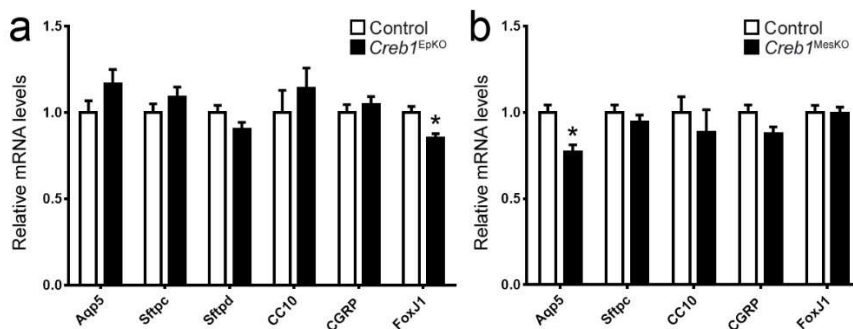 a
Relative mRNA levels
1.5
1.0
0.5
0.0
Control
Creb1EpKO
*
Aqp5
Sftpc
Sftpd
CC10
CGRP
FoxJ1
b
Relative mRNA levels
1.5
1.0
0.5
0.0
Control
Creb1MesKO
*
Aqp5
Sftpc
CC10
CGRP
FoxJ1